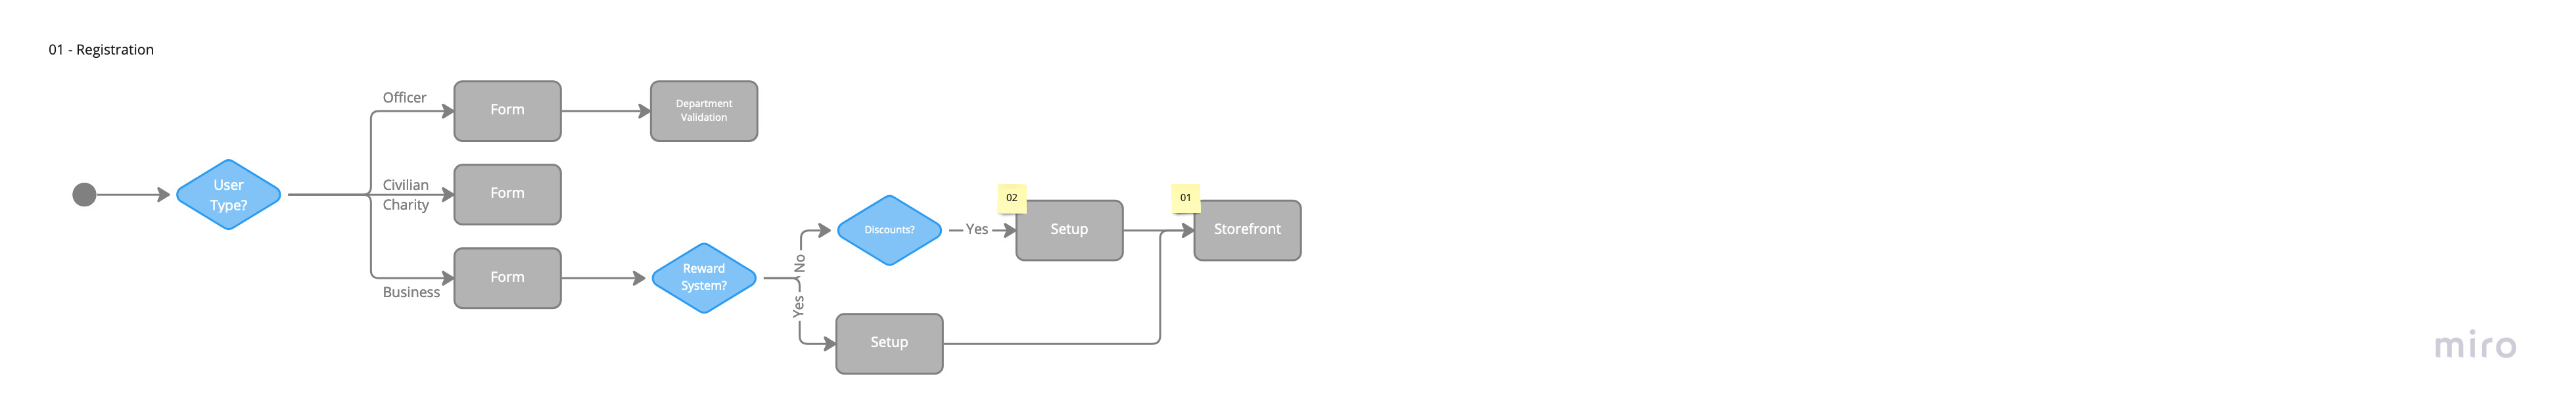 01 - Registration
Officer
Form
Department
Validation
User
Type?
Civilian
Charity
Form
Business
Form
Reward
System?
No
Yes
Discounts?
Yes
02
Setup
01
Storefront
Setup
miro